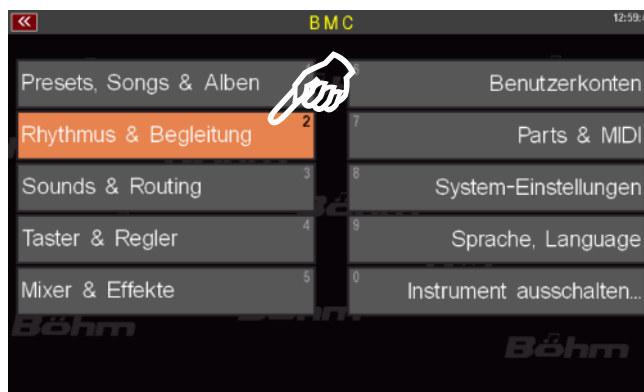 BMC
12:59:
Presets, Songs & Alben
6
Benutzerkonten
Rhythmus & Begleitung
2
7
Parts & MIDI
Sounds & Routing
3
8
System-Einstellungen
Taster & Regler
4
9
Sprache, Language
Mixer & Effekte
5
0
Instrument ausschalten...
Böhm
Böhm